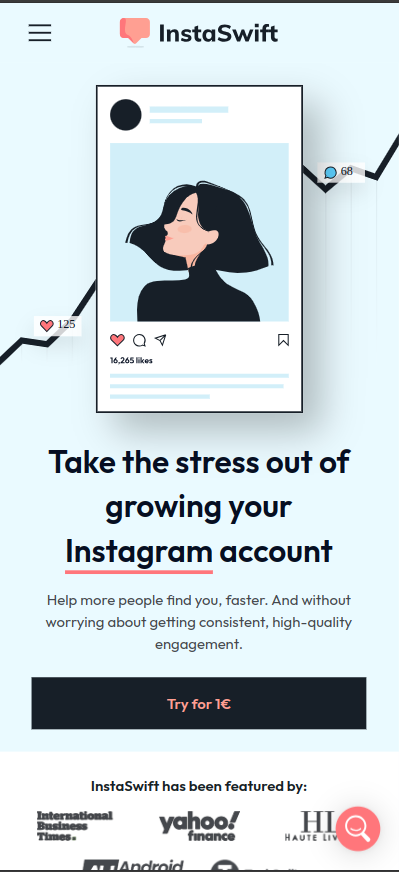 InstaSwift
68
125
16,265 likes
Take the stress out of
growing your
Instagram account
Help more people find you, faster. And without
worrying about getting consistent, high-quality
engagement.
Try for 1€
InstaSwift has been featured by:
International
Business
Times.
yahoo!
finance
HL
HAUTE LIV
Android